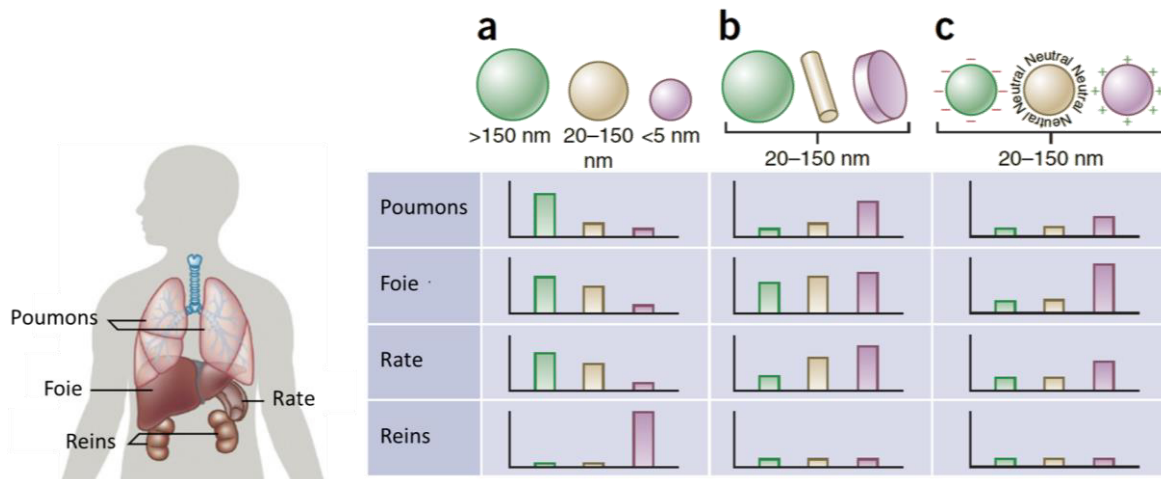 a
b
c
>150 nm
20–150
nm
<5 nm
20–150 nm
Neutral Neutral Neutral Neutral
20–150 nm
Poumons
Foie
Rate
Reins
Poumons
Foie
Rate
Reins